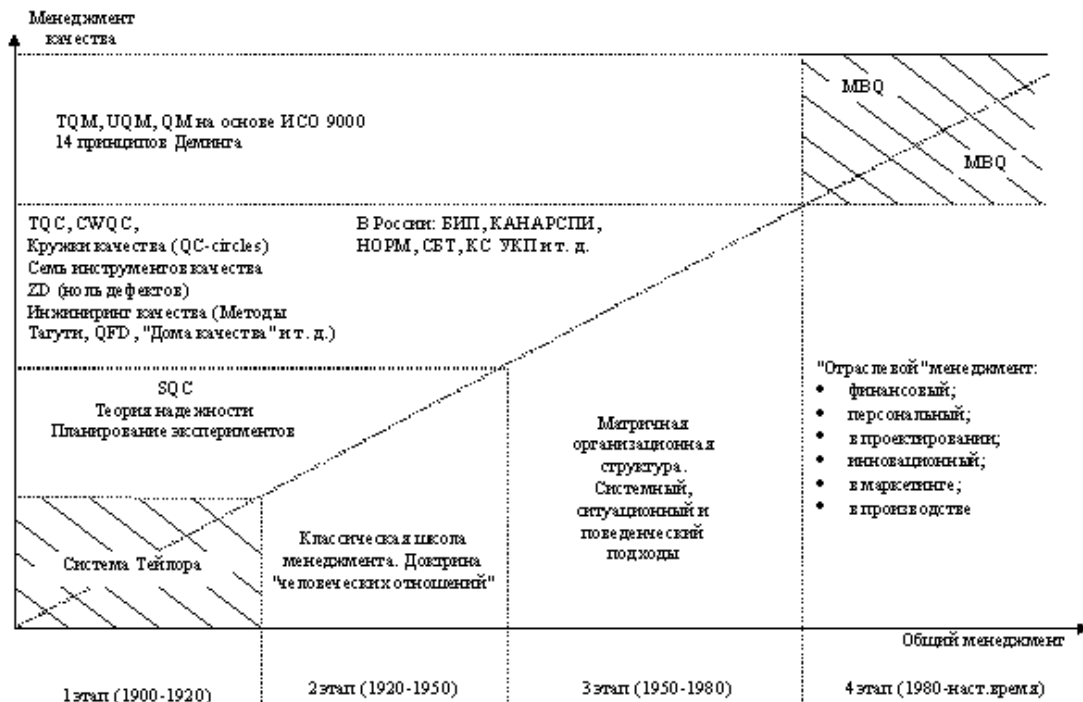 Менеджмент
качества
MBQ
MBQ
TQM, UQM, QM на основе ИСО 9000
14 принципов Деминга
TQC, CWQC,
Кружки качества (QC-circles)
Семь инструментов качества
ZD (ноль дефектов)
Инжиниринг качества (Методы
Тагути, QFD, "Дома качества" и т. д.)
В России: БИП, КАНАРСПИ,
НОРМ, СБТ, КС УКП и т. д.
SQC
Теория надежности
Планирование экспериментов
Система Тейлора
Классическая школа
менеджмента. Доктрина
"человеческих отношений"
Матричная
организационная
структура.
Системный,
ситуационный и
поведенческий
подходы
"Отраслевой" менеджмент:
• финансовый;
• персональный;
• в проектировании;
• инновационный;
• в маркетинге;
• в производстве
Общий менеджмент
1 этап (1900-1920)
2 этап (1920-1950)
3 этап (1950-1980)
4 этап (1980-наст.время)